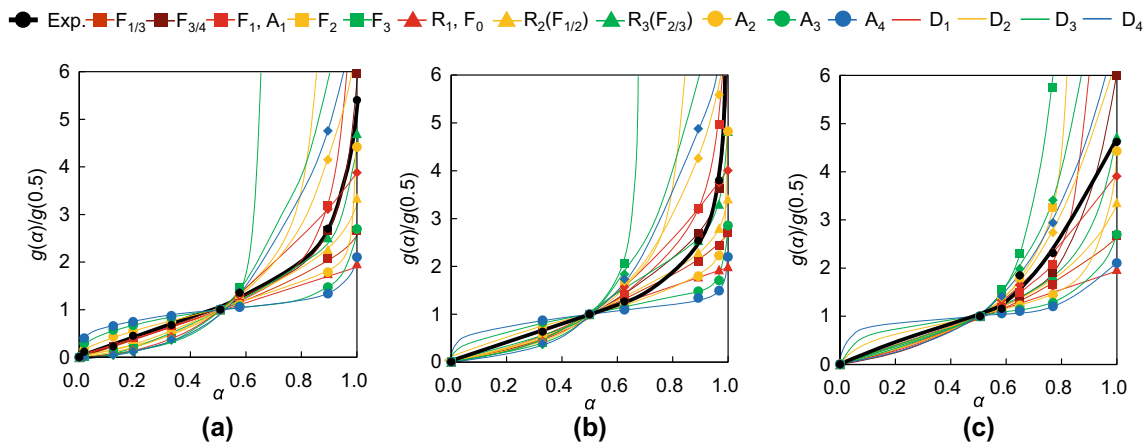 Exp. F1/3 F3/4 F1, A1 F2 F3 R1, F0 R2(F1/2) R3(F2/3) A2 A3 A4 D1 D2 D3 D4
6 5 4 3 2 1 0
g(α)/g(0.5)
0.0 0.2 0.4 0.6 0.8 1.0
α
(a)
6 5 4 3 2 1 0
g(α)/g(0.5)
0.0 0.2 0.4 0.6 0.8 1.0
α
(b)
6 5 4 3 2 1 0
g(α)/g(0.5)
0.0 0.2 0.4 0.6 0.8 1.0
α
(c)